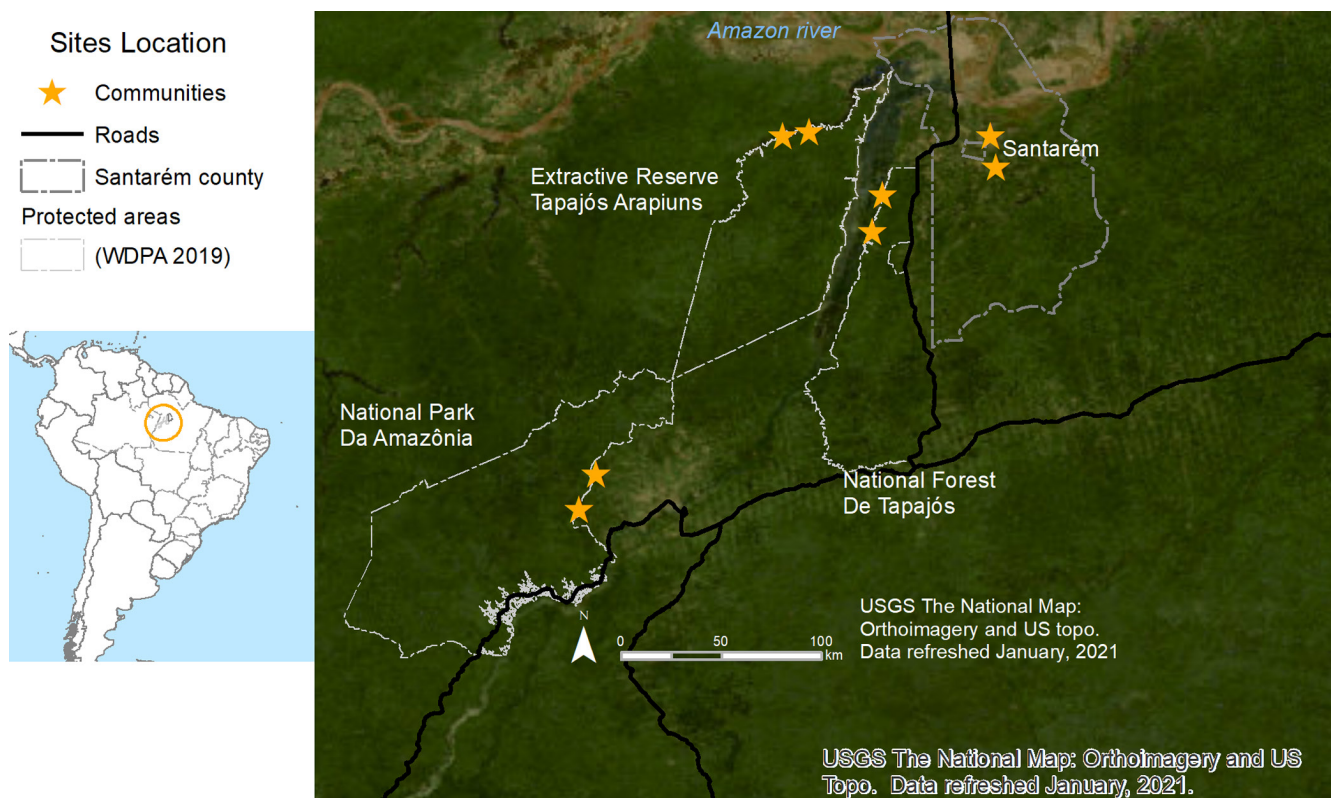 Sites Location
Communities
Roads
Santarém county
Protected areas
(WDPA 2019)
Amazon river
Santarém
Extractive Reserve
Tapajós Arapiuns
National Park
Da Amazônia
National Forest
De Tapajós
N
0 50 100
km
USGS The National Map:
Orthoimagery and US topo.
Data refreshed January, 2021
USGS The National Map: Orthoimagery and US
Topo. Data refreshed January, 2021.